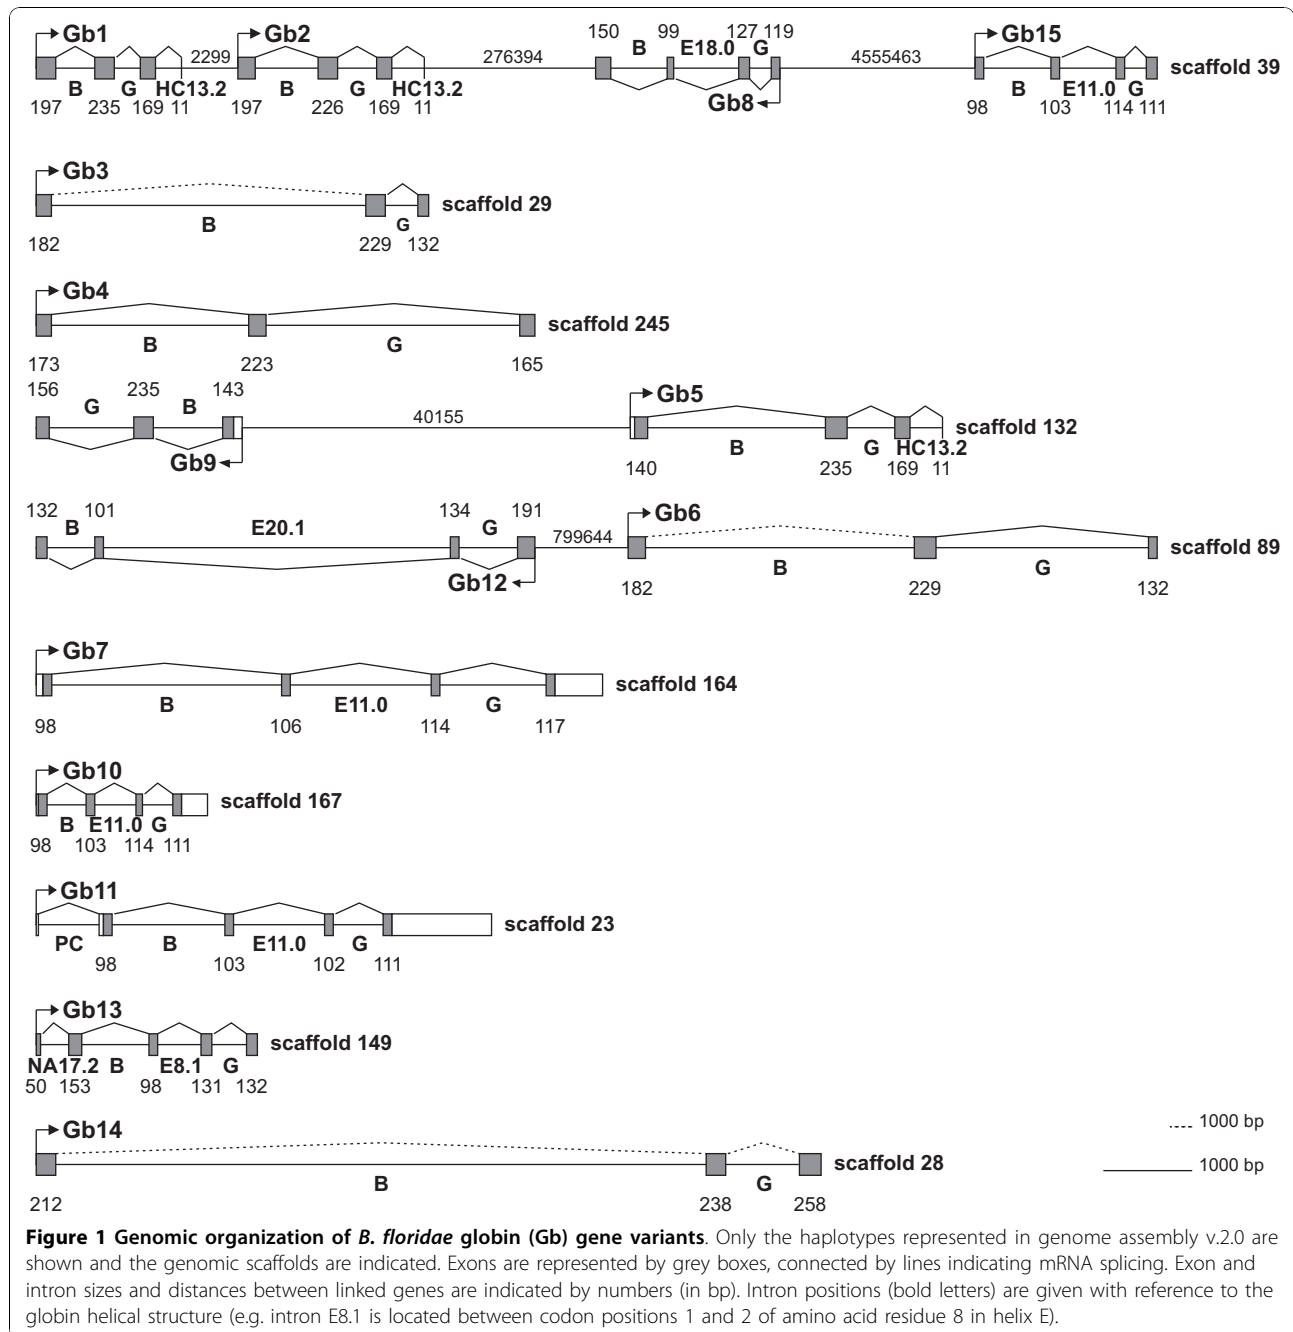 Gb1 2299 Gb2 276394 150 B 99 E18.0 127 G 119 4555463 Gb15
B G HC13.2 B G HC13.2 Gb8 B E11.0 G scaffold 39
197 235 169 11 197 226 169 11 98 103 114 111
Gb3
B G scaffold 29
182 229 132
Gb4
B G scaffold 245
173 223 165
156 G 235 B 143 40155 Gb5
Gb9 B G HC13.2 scaffold 132
140 235 169 11
132 B 101 E20.1 134 G 191 799644 Gb6
Gb12 B G scaffold 89
182 229 132
Gb7
B E11.0 G scaffold 164
98 106 114 117
Gb10
B E11.0 G scaffold 167
98 103 114 111
Gb11
PC B E11.0 G scaffold 23
98 103 102 111
Gb13
NA17.2 B E8.1 G scaffold 149
50 153 98 131 132
Gb14 1000 bp
B G scaffold 28 1000 bp
212 238 258
Figure 1 Genomic organization of B. floridae globin (Gb) gene variants. Only the haplotypes represented in genome assembly v.2.0 are
shown and the genomic scaffolds are indicated. Exons are represented by grey boxes, connected by lines indicating mRNA splicing. Exon and
intron sizes and distances between linked genes are indicated by numbers (in bp). Intron positions (bold letters) are given with reference to the
globin helical structure (e.g. intron E8.1 is located between codon positions 1 and 2 of amino acid residue 8 in helix E).